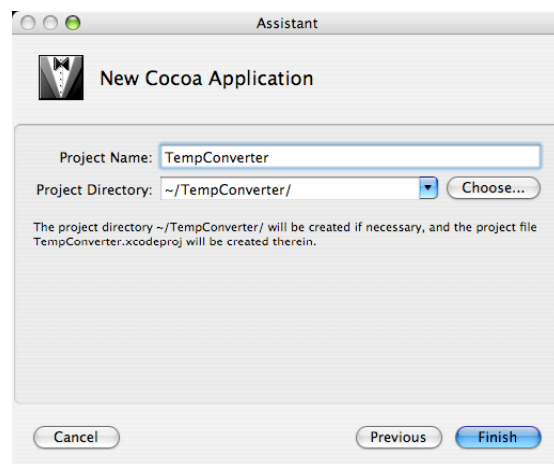 Assistant
New Cocoa Application
Project Name: TempConverter
Project Directory: ~/TempConverter/ Choose...
The project directory ~/TempConverter/ will be created if necessary, and the project file
TempConverter.xcodeproj will be created therein.
Cancel Previous Finish